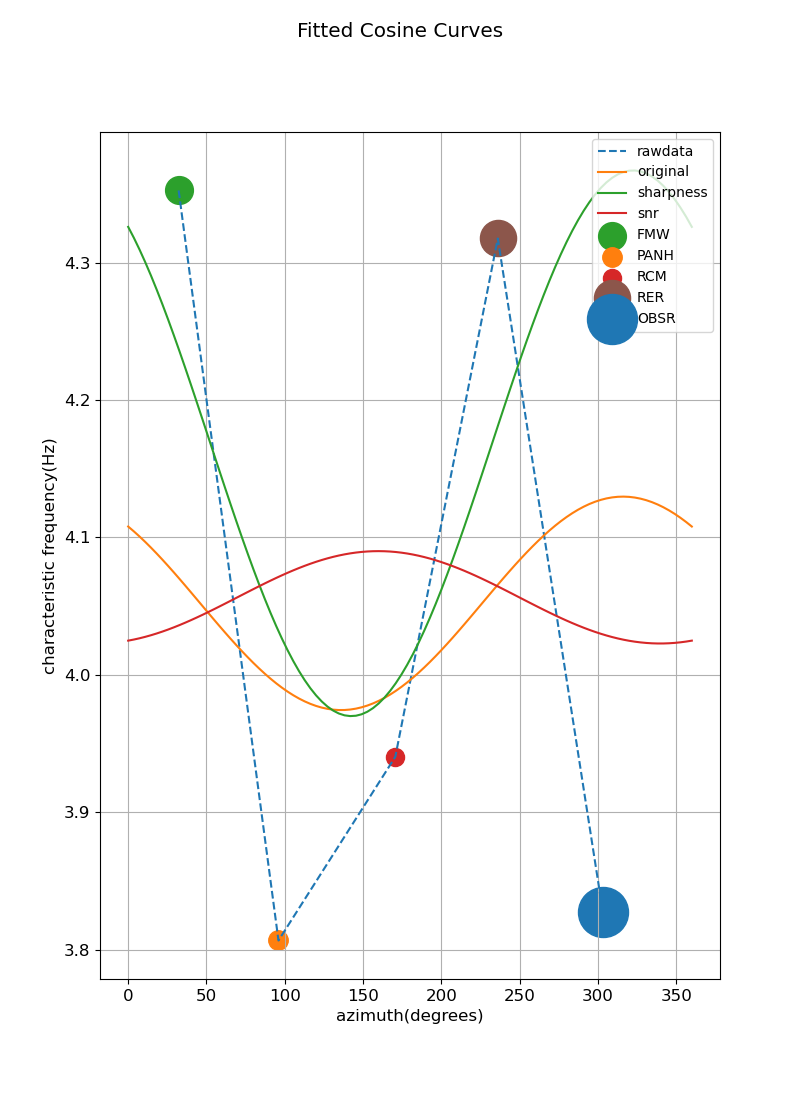 Fitted Cosine Curves
rawdata
original
sharpness
snr
FMW
PANH
RCM
RER
OBSR
4.3
4.2
4.1
4.0
3.9
3.8
characteristic frequency(Hz)
0 50 100 150 200 250 300 350
azimuth(degrees)